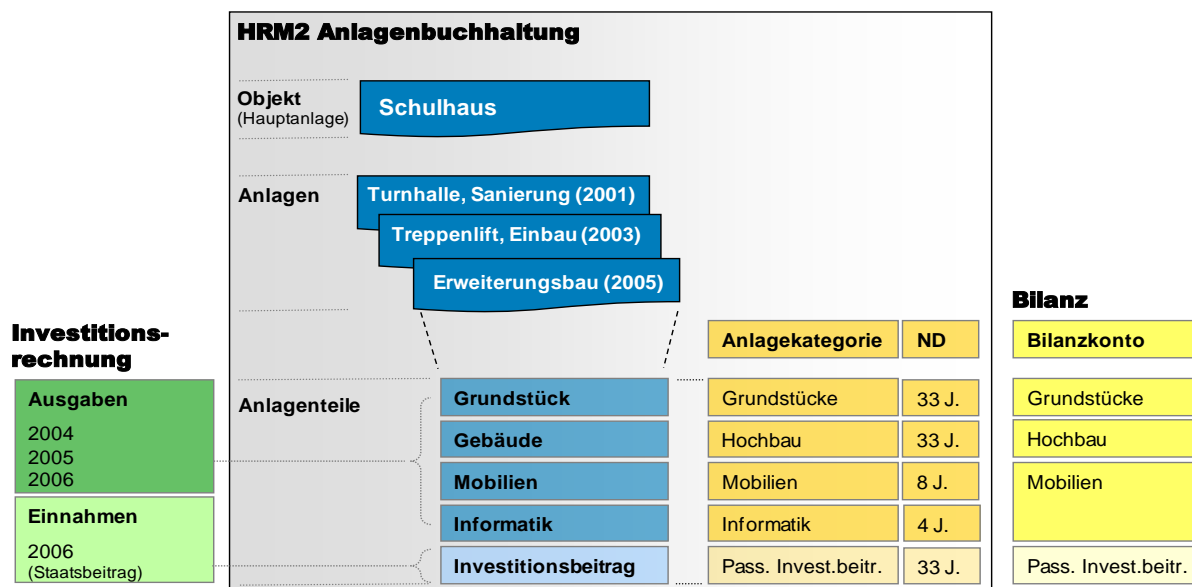 HRM2 Anlagenbuchhaltung
Objekt
(Hauptanlage)
Schulhaus
Anlagen
Turnhalle, Sanierung (2001)
Treppenlift, Einbau (2003)
Erweiterungsbau (2005)
Investitions-
rechnung
Bilanz
Anlagekategorie ND Bilanzkonto
Ausgaben
2004
2005
2006
Einnahmen
2006
(Staatsbeitrag)
Anlagenteile
Grundstück Grundstücke 33 J. Grundstücke
Gebäude Hochbau 33 J. Hochbau
Mobilien Mobilien 8 J. Mobilien
Informatik Informatik 4 J.
Investitionsbeitrag Pass. Invest.beitr. 33 J. Pass. Invest.beitr.